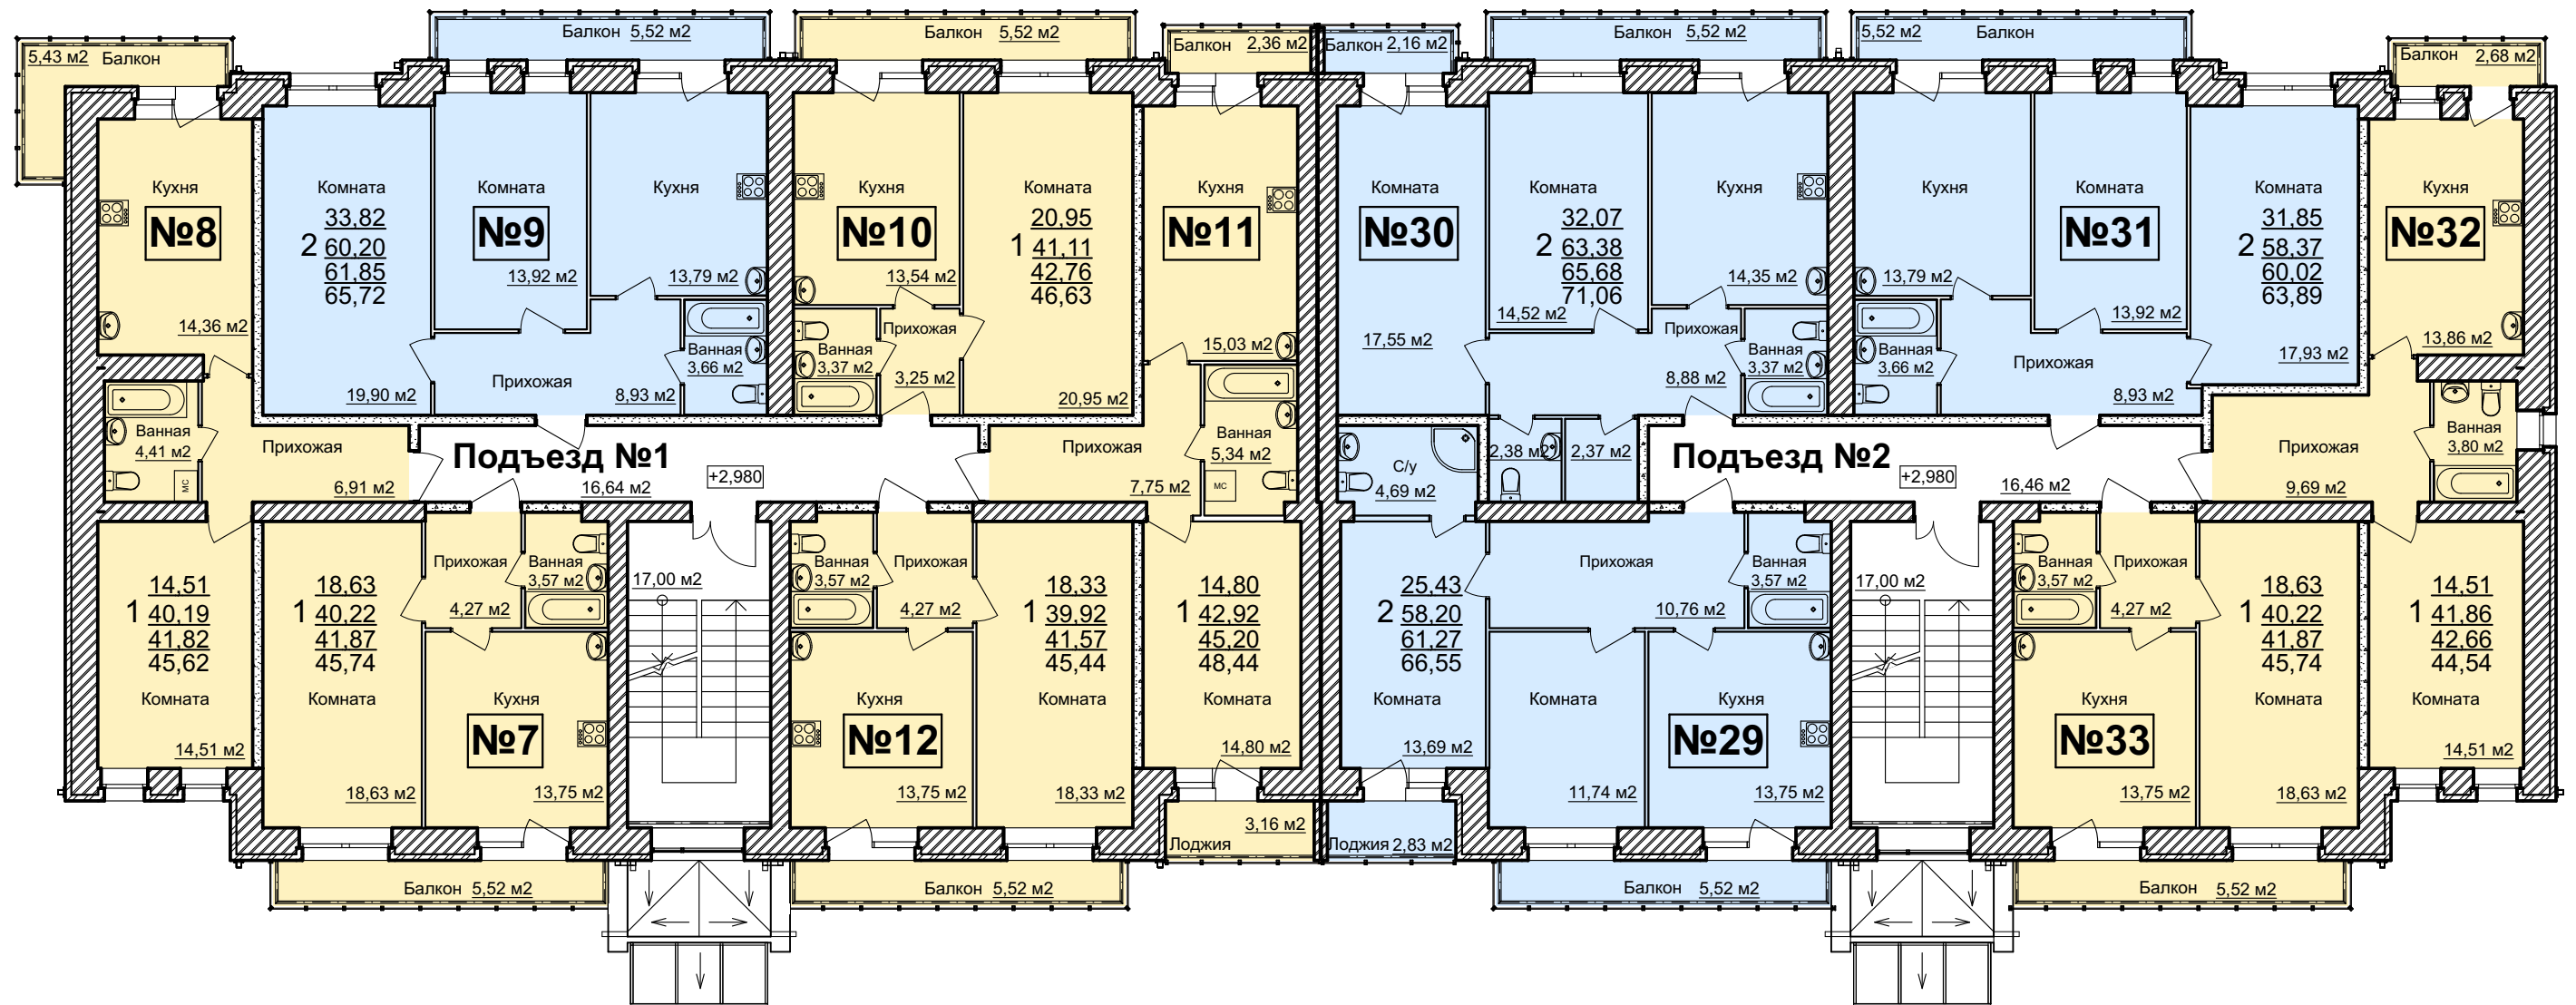 5,43 м2 Балкон
Балкон 5,52 м2
Балкон 5,52 м2
Балкон 2,36 м2
Балкон 2,16 м2
Балкон 5,52 м2
5,52 м2 Балкон
2,68 м2
Кухня
№8
14,36 м2
Комната
33,82
2 60,20
61,85
65,72
19,90 м2
Комната
№9
13,92 м2
Кухня
13,79 м2
Прихожая
8,93 м2
Ванная
3,66 м2
Кухня
№10
13,54 м2
Ванная
3,37 м2
Прихожая
3,25 м2
Комната
20,95
1 41,11
42,76
46,63
20,95 м2
Кухня
№11
15,03 м2
Комната
№30
17,55 м2
Комната
32,07
2 63,38
65,68
71,06
14,52 м2
Кухня
14,35 м2
Прихожая
8,88 м2
Ванная
3,37 м2
Кухня
13,79 м2
Ванная
3,66 м2
Прихожая
8,93 м2
Комната
№31
13,92 м2
Комната
31,85
2 58,37
60,02
63,89
17,93 м2
Кухня
№32
13,86 м2
Ванная
4,41 м2
МС
Прихожая
6,91 м2
Подъезд №1
16,64 м2
+2,980
Прихожая
7,75 м2
Ванная
5,34 м2
МС
С/у
4,69 м2
2,38 м2
2,37 м2
Подъезд №2
+2,980
16,46 м2
Прихожая
9,69 м2
Ванная
3,80 м2
14,51
1 40,19
41,82
45,62
Комната
14,51 м2
18,63
1 40,22
41,87
45,74
Комната
18,63 м2
Прихожая
4,27 м2
Ванная
3,57 м2
Кухня
№7
13,75 м2
17,00 м2
Ванная
3,57 м2
Прихожая
4,27 м2
Кухня
№12
13,75 м2
18,33
1 39,92
41,57
45,44
Комната
18,33 м2
14,80
1 42,92
45,20
48,44
Комната
14,80 м2
25,43
2 58,20
61,27
66,55
Комната
13,69 м2
Прихожая
10,76 м2
Ванная
3,57 м2
Комната
11,74 м2
Кухня
№29
13,75 м2
17,00 м2
Ванная
3,57 м2
Прихожая
4,27 м2
Кухня
№33
13,75 м2
18,63
1 40,22
41,87
45,74
Комната
18,63 м2
14,51
1 41,86
42,66
44,54
Комната
14,51 м2
3,16 м2
Лоджия
Лоджия 2,83 м2
Балкон 5,52 м2
Балкон 5,52 м2
Балкон 5,52 м2
Балкон 5,52 м2